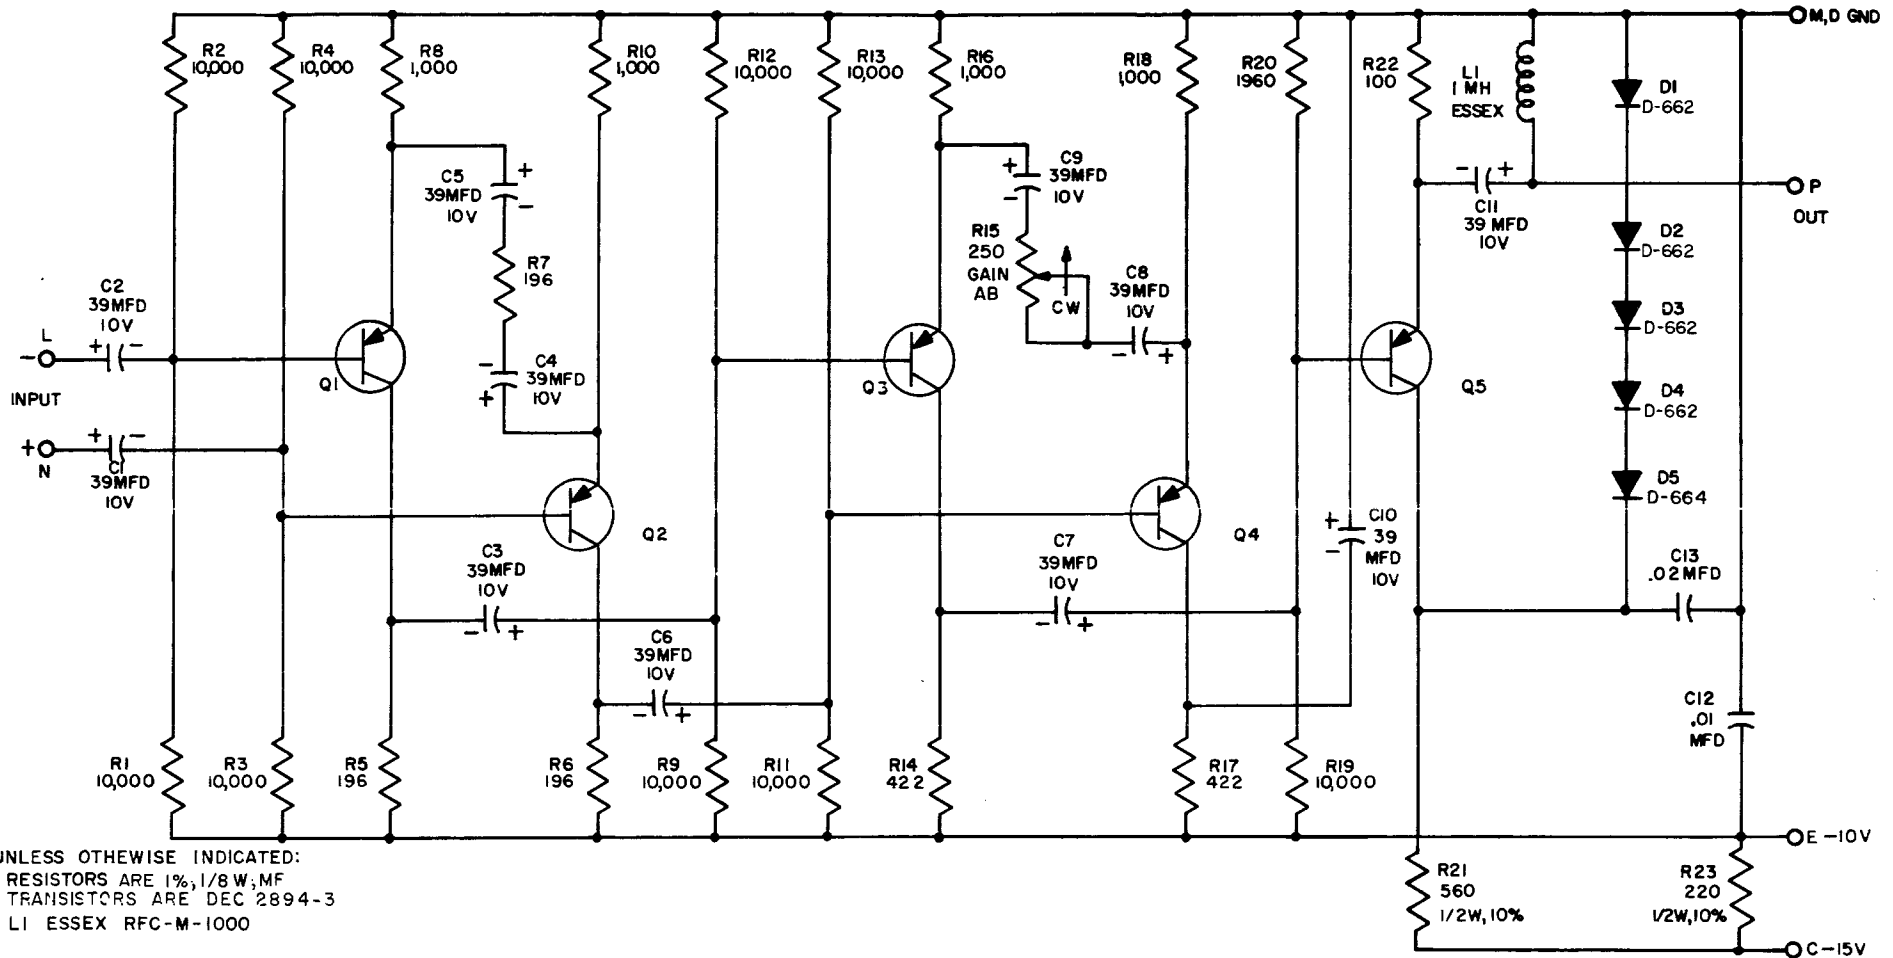 R2
10,000
R4
10,000
R8
1,000
R10
1,000
R12
10,000
R13
10,000
R16
1,000
R18
1,000
R20
1960
R22
100
L1
1 MH
ESSEX
D1
D-662
M,D GND
C5
39MFD
10V
+
-
R7
196
C4
39MFD
10V
-
+
C9
39MFD
10V
+
-
R15
250
GAIN
AB
CW
C8
39MFD
10V
- +
- +
C11
39 MFD
10V
P
OUT
D2
D-662
D3
D-662
D4
D-662
D5
D-664
C2
39MFD
10V
+ -
L
-
INPUT
+
N
+ -
C1
39MFD
10V
Q1
Q2
Q3
Q4
Q5
C3
39MFD
10V
- +
C6
39MFD
10V
- +
C7
39MFD
10V
- +
+
-
C10
39
MFD
10V
C13
.02MFD
C12
.01
MFD
R1
10,000
R3
10,000
R5
196
R6
196
R9
10,000
R11
10,000
R14
422
R17
422
R19
10,000
E -10V
R21
560
1/2W,10%
R23
220
1/2W,10%
C-15V
UNLESS OTHEWISE INDICATED:
RESISTORS ARE 1%; 1/8 W; MF
TRANSISTORS ARE DEC 2894-3
L1 ESSEX RFC-M-1000